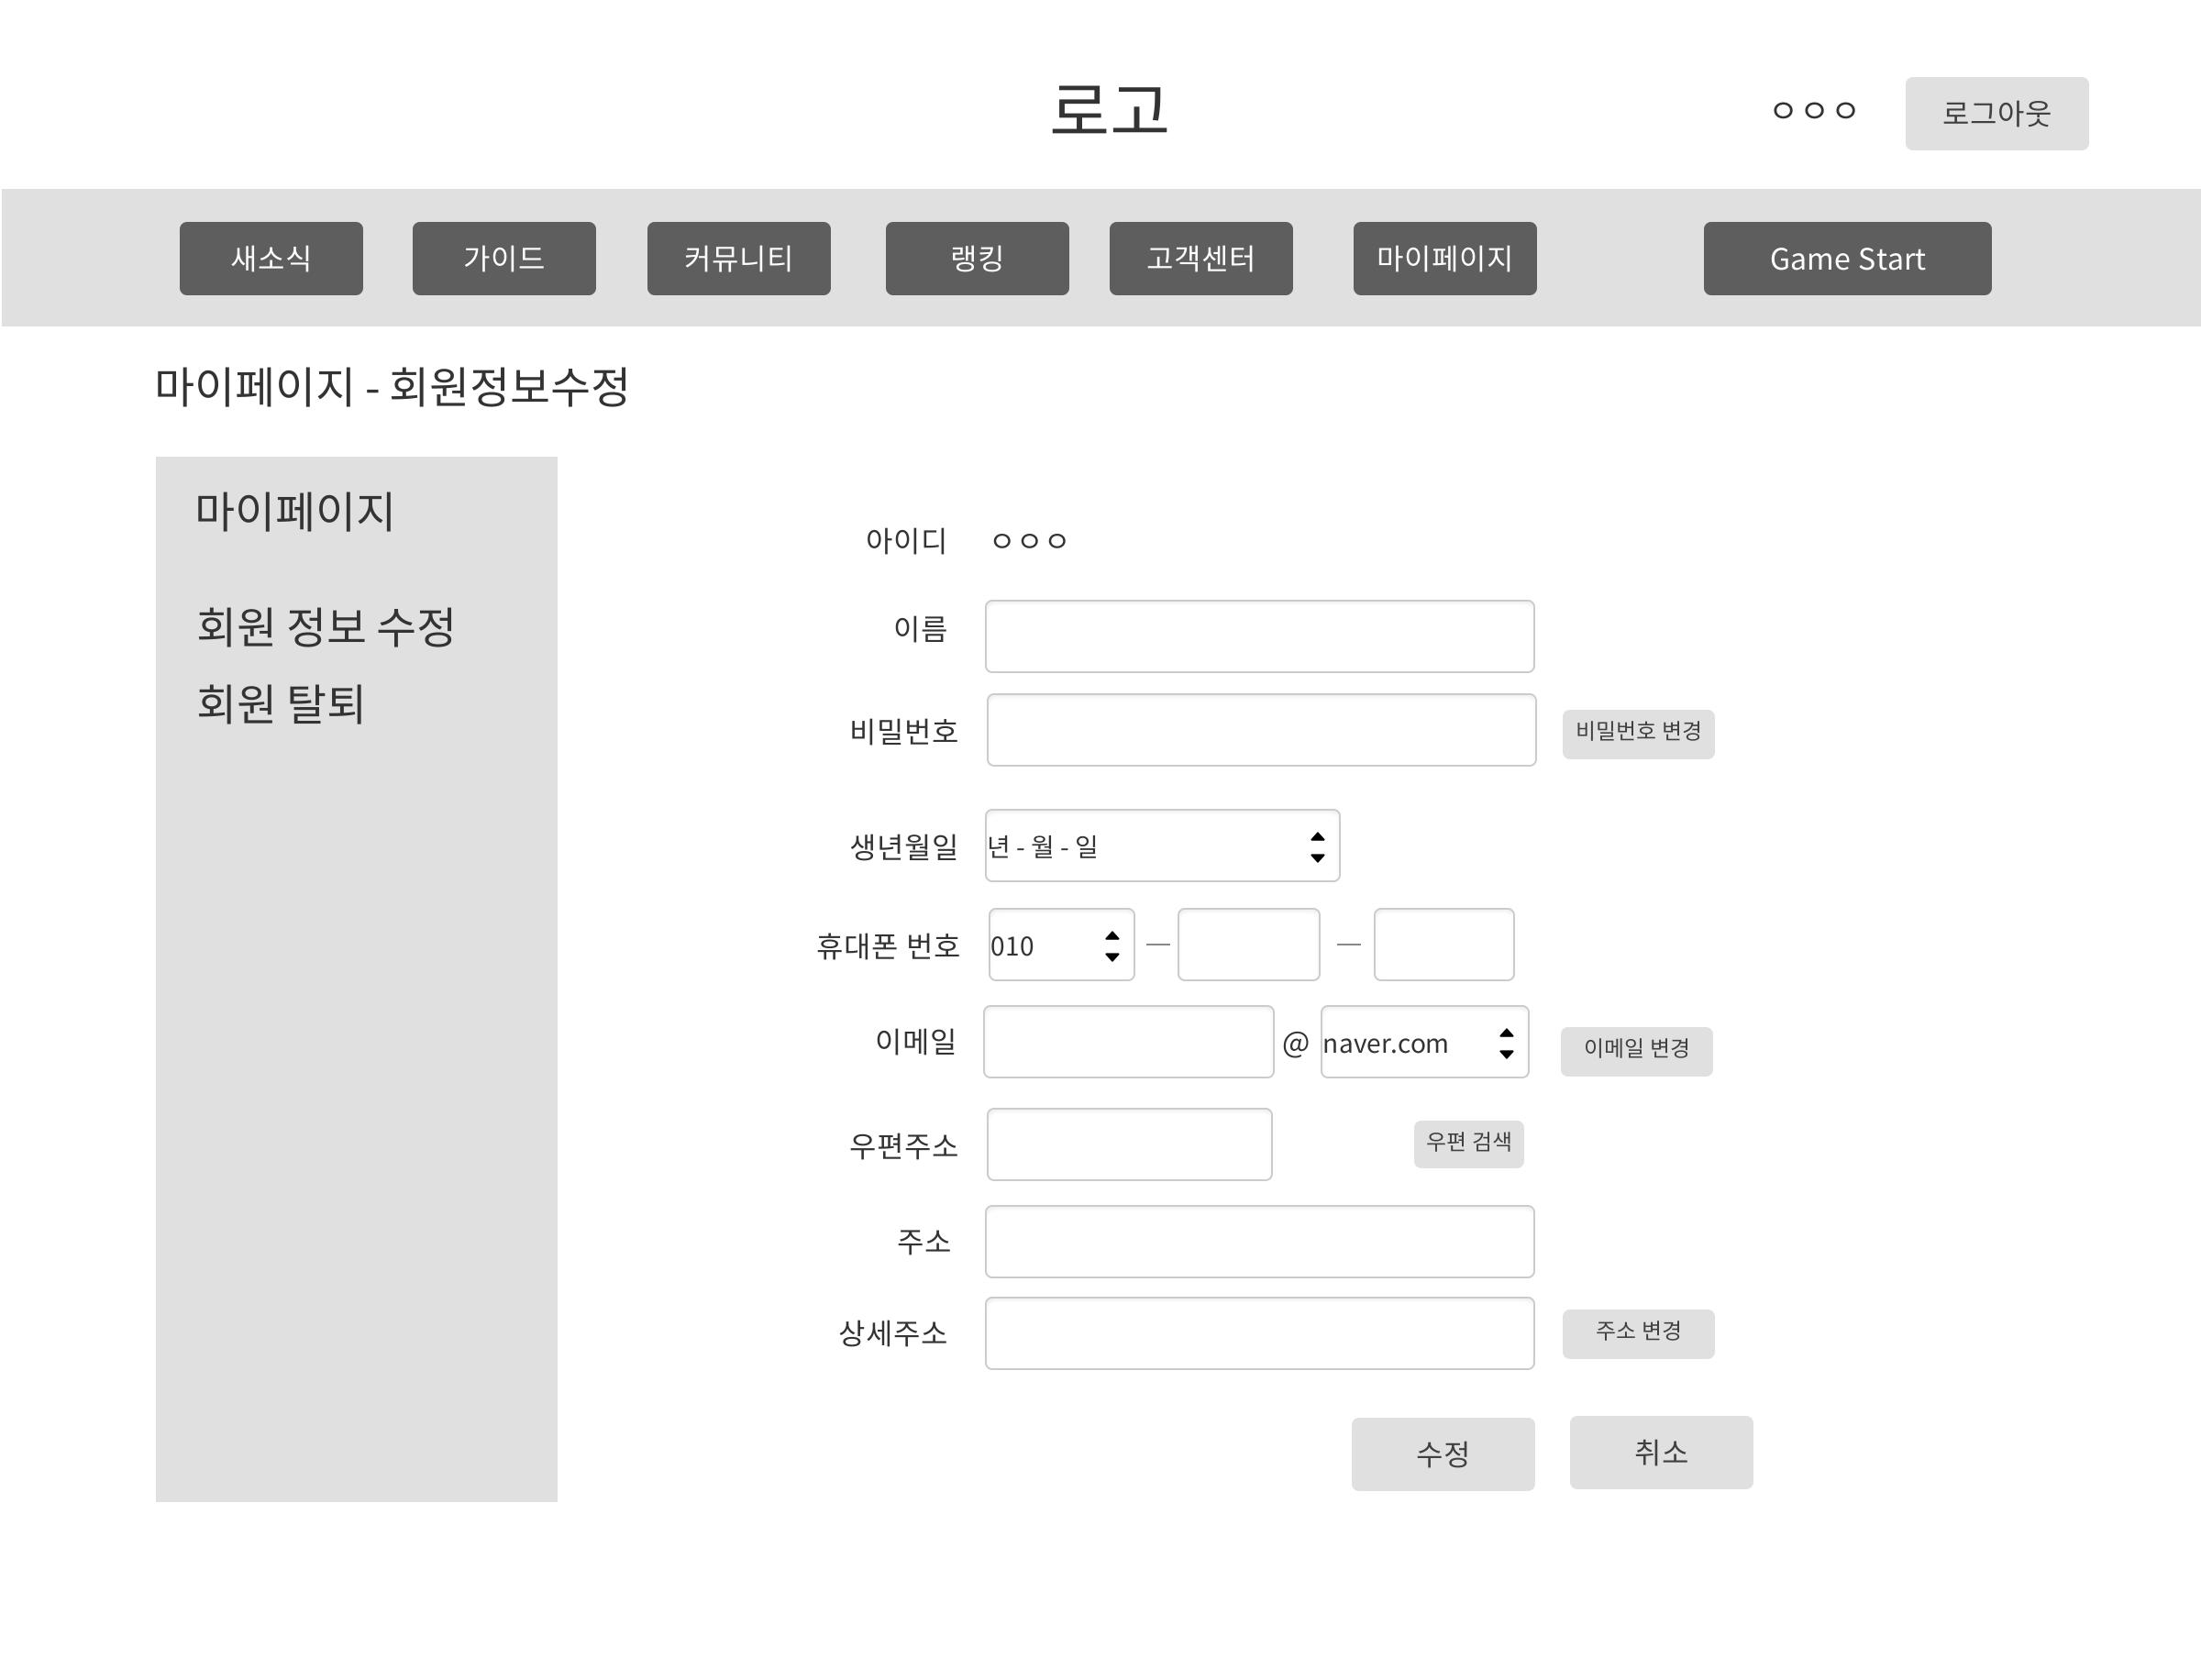 로고
ㅇㅇㅇ 로그아웃
새소식 가이드 커뮤니티 랭킹 고객센터 마이페이지 Game Start
마이페이지 - 회원정보수정
마이페이지
회원 정보 수정
회원 탈퇴
아이디 ㅇㅇㅇ
이름
비밀번호 비밀번호 변경
생년월일 년 - 월 - 일
휴대폰 번호 010 — —
이메일 @ naver.com 이메일 변경
우편주소 우편 검색
주소
상세주소 주소 변경
수정 취소